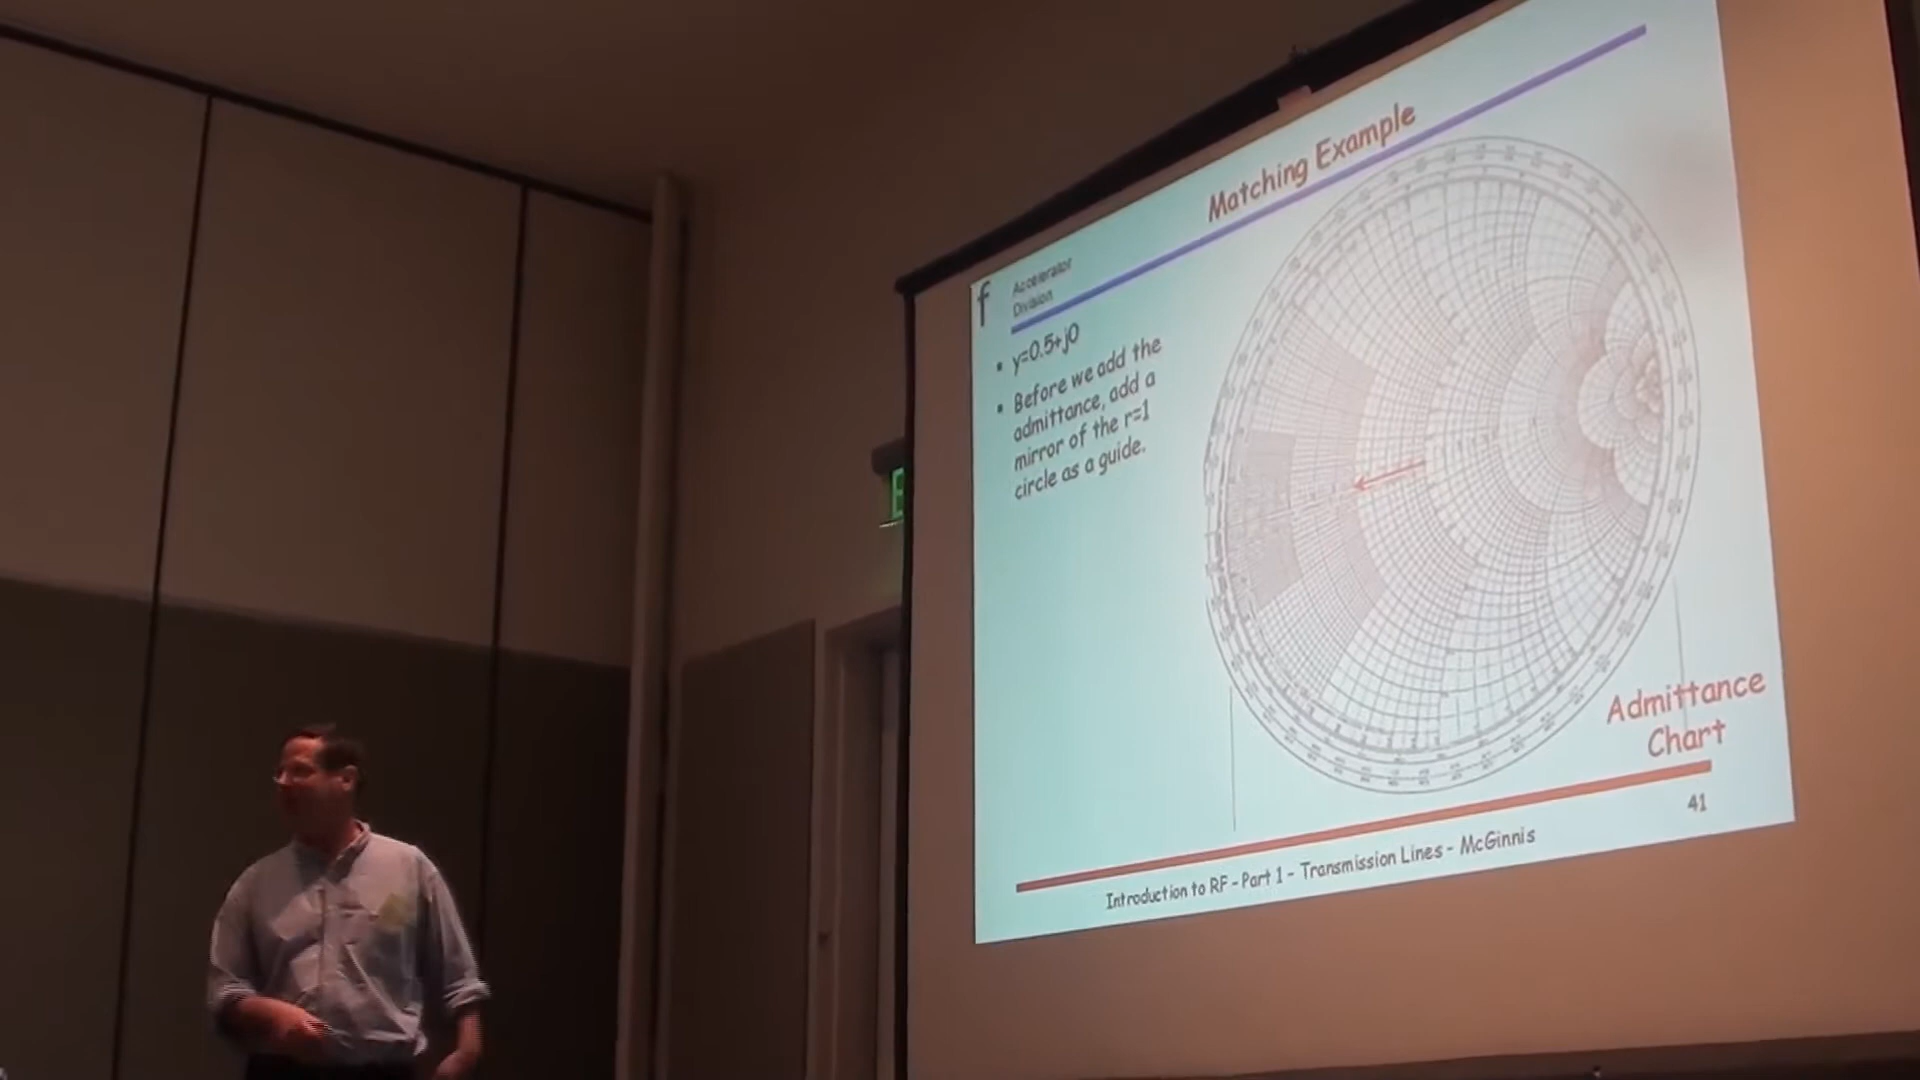 Matching Example
f
Accelerator
Division
▪ y=0.5+j0
▪ Before we add the
admittance, add a
mirror of the r=1
circle as a guide.
E
Admittance
Chart
41
Introduction to RF - Part 1 - Transmission Lines - McGinnis